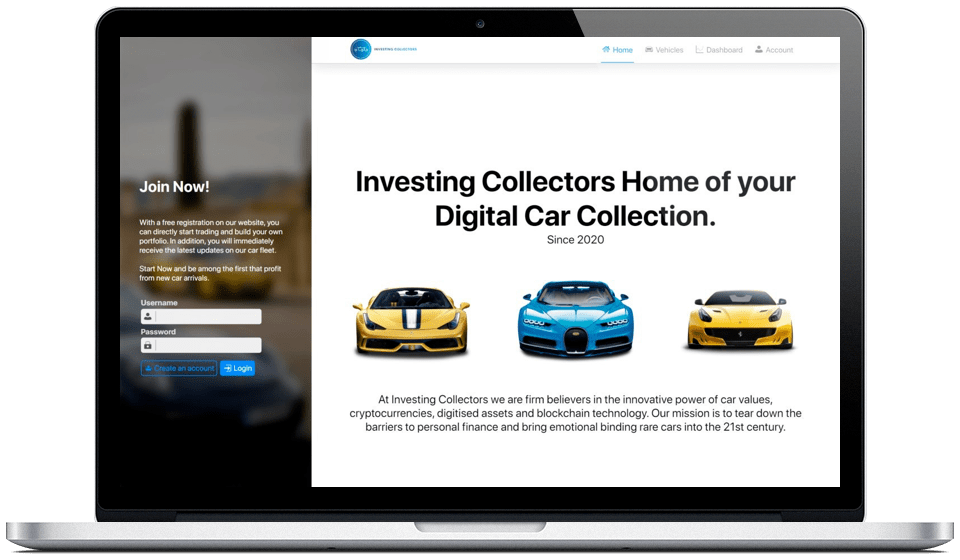 INVESTING COLLECTORS
Home
Vehicles
Dashboard
Account
Join Now!
With a free registration on our website, you
can directly start trading and build your own
portfolio. In addition, you will immediately
receive the latest updates on our car fleet.
Start Now and be among the first that profit
from new car arrivals.
Username
Password
Create an account
Login
Investing Collectors Home of your
Digital Car Collection.
Since 2020
At Investing Collectors we are firm believers in the innovative power of car values,
cryptocurrencies, digitised assets and blockchain technology. Our mission is to tear down the
barriers to personal finance and bring emotional binding rare cars into the 21st century.